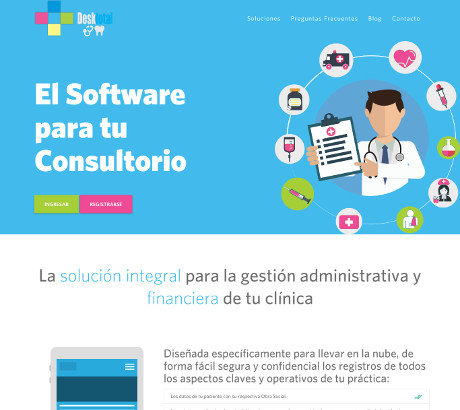 Desktotal
Soluciones Preguntas Frecuentes Blog Contacto
El Software
para tu
Consultorio
INGRESAR REGISTRARSE
La solución integral para la gestión administrativa y
financiera de tu clínica
Diseñada específicamente para llevar en la nube, de
forma fácil segura y confidencial los registros de todos
los aspectos claves y operativos de tu práctica:
Los datos de tu paciente con su respectiva Obra Social.